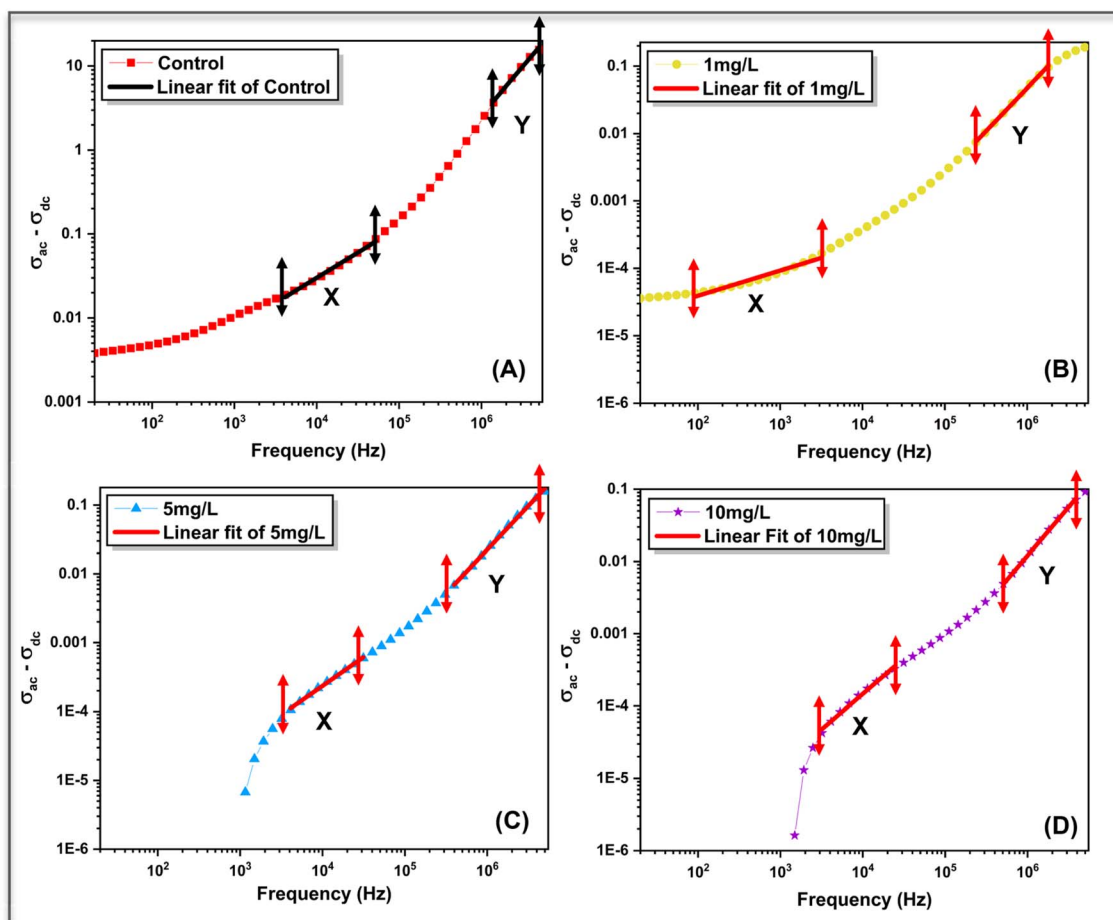 Control
Linear fit of Control
10
1
0.1
0.01
0.001
σac - σdc
X
Y
(A)
10² 10³ 10⁴ 10⁵ 10⁶
Frequency (Hz)
1mg/L
Linear fit of 1mg/L
0.1
0.01
0.001
1E-4
1E-5
1E-6
σac - σdc
X
Y
(B)
10² 10³ 10⁴ 10⁵ 10⁶
Frequency (Hz)
5mg/L
Linear fit of 5mg/L
0.1
0.01
0.001
1E-4
1E-5
1E-6
σac - σdc
X
Y
(C)
10² 10³ 10⁴ 10⁵ 10⁶
Frequency (Hz)
10mg/L
Linear Fit of 10mg/L
0.1
0.01
0.001
1E-4
1E-5
1E-6
σac - σdc
X
Y
(D)
10² 10³ 10⁴ 10⁵ 10⁶
Frequency (Hz)